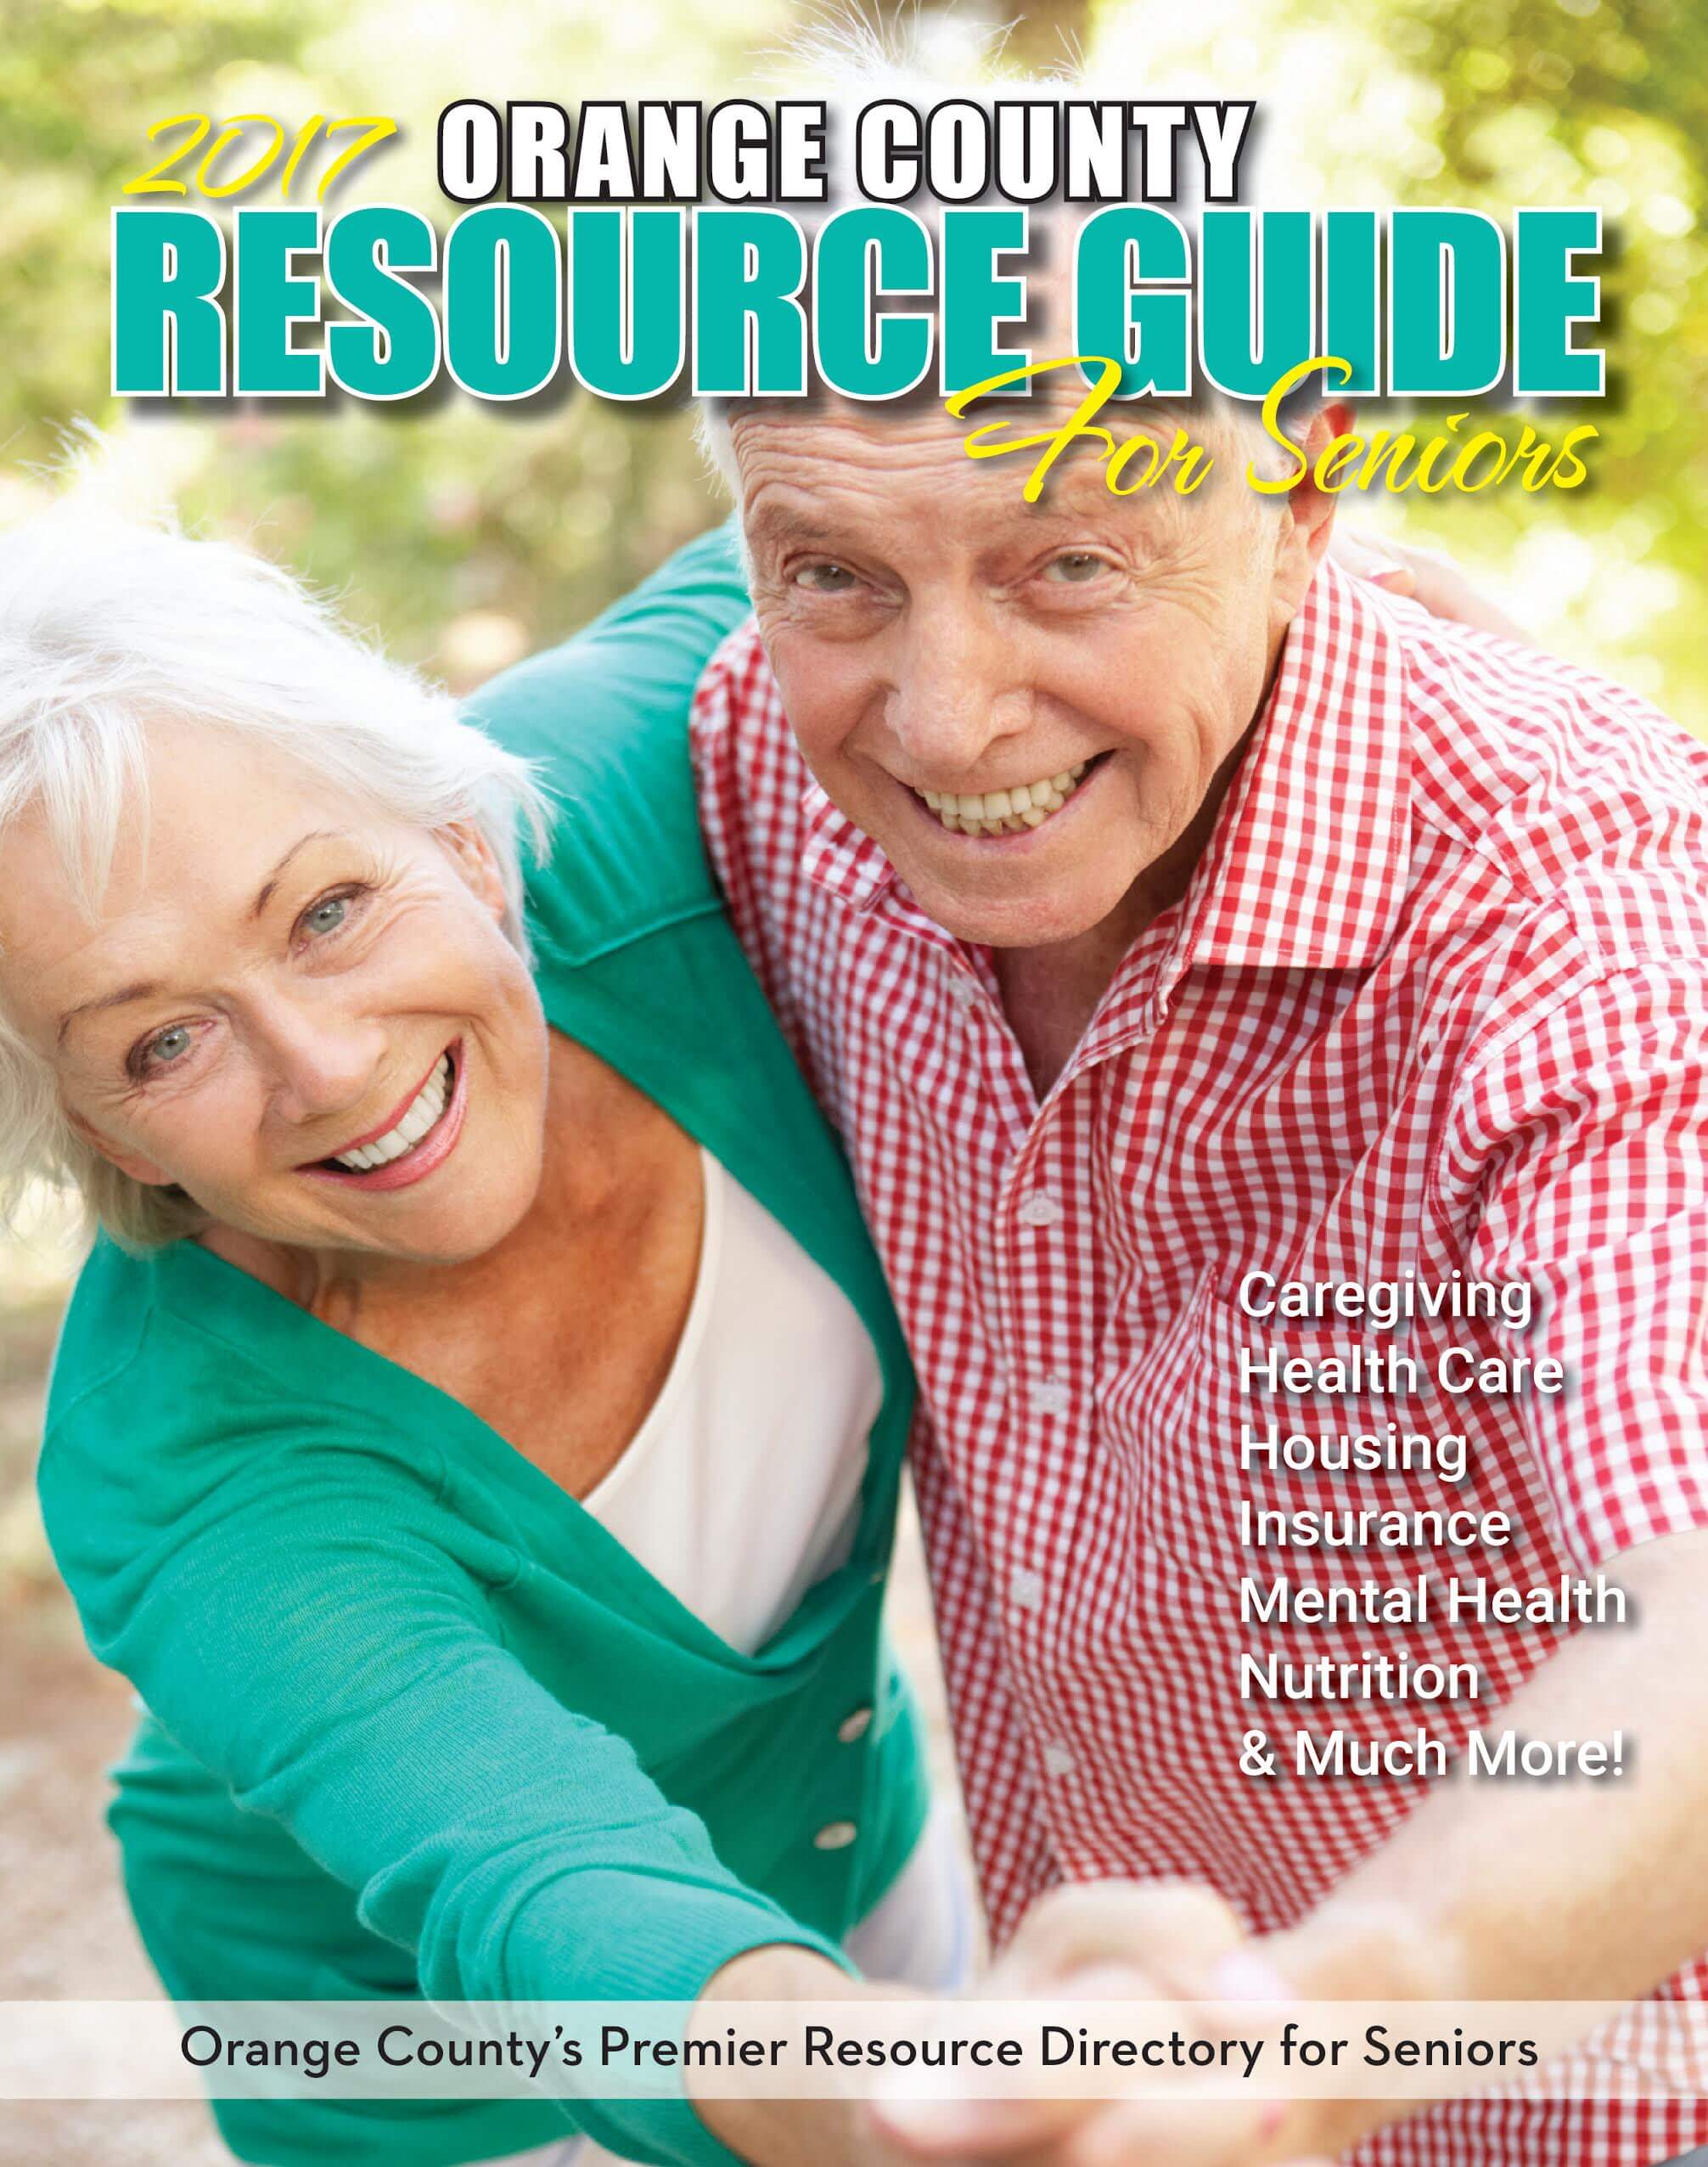 2017 ORANGE COUNTY
RESOURCE GUIDE
For Seniors
Caregiving
Health Care
Housing
Insurance
Mental Health
Nutrition
& Much More!
Orange County's Premier Resource Directory for Seniors